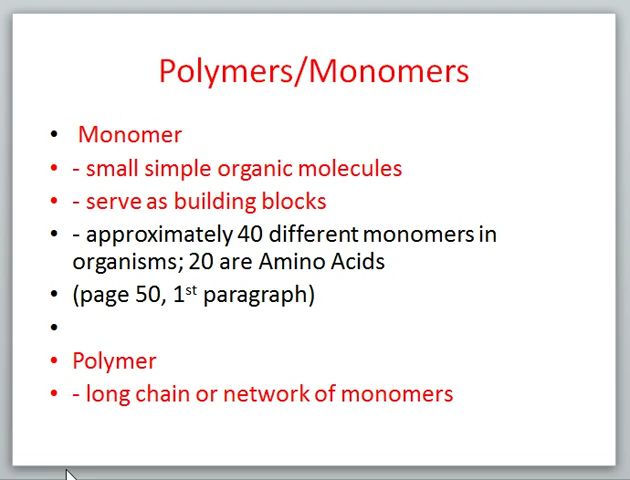 Polymers/Monomers
• Monomer
• - small simple organic molecules
• - serve as building blocks
• - approximately 40 different monomers in
organisms; 20 are Amino Acids
• (page 50, 1st paragraph)
•
• Polymer
• - long chain or network of monomers